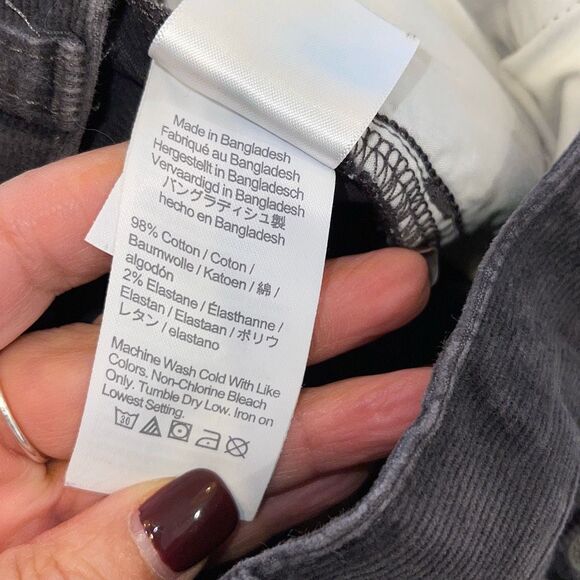 Made in Bangladesh
Fabriqué au Bangladesh
Hergestellt in Bangladesch
Vervaardigd in Bangladesh
バングラディシュ製
hecho en Bangladesh
98% Cotton / Coton /
Baumwolle / Katoen / 綿 /
algodón
2% Elastane / Élasthanne /
Elastan / Elastaan / ポリウ
レタン / elastano
Machine Wash Cold With Like
Colors. Non-Chlorine Bleach
Only. Tumble Dry Low. Iron on
Lowest Setting.
30